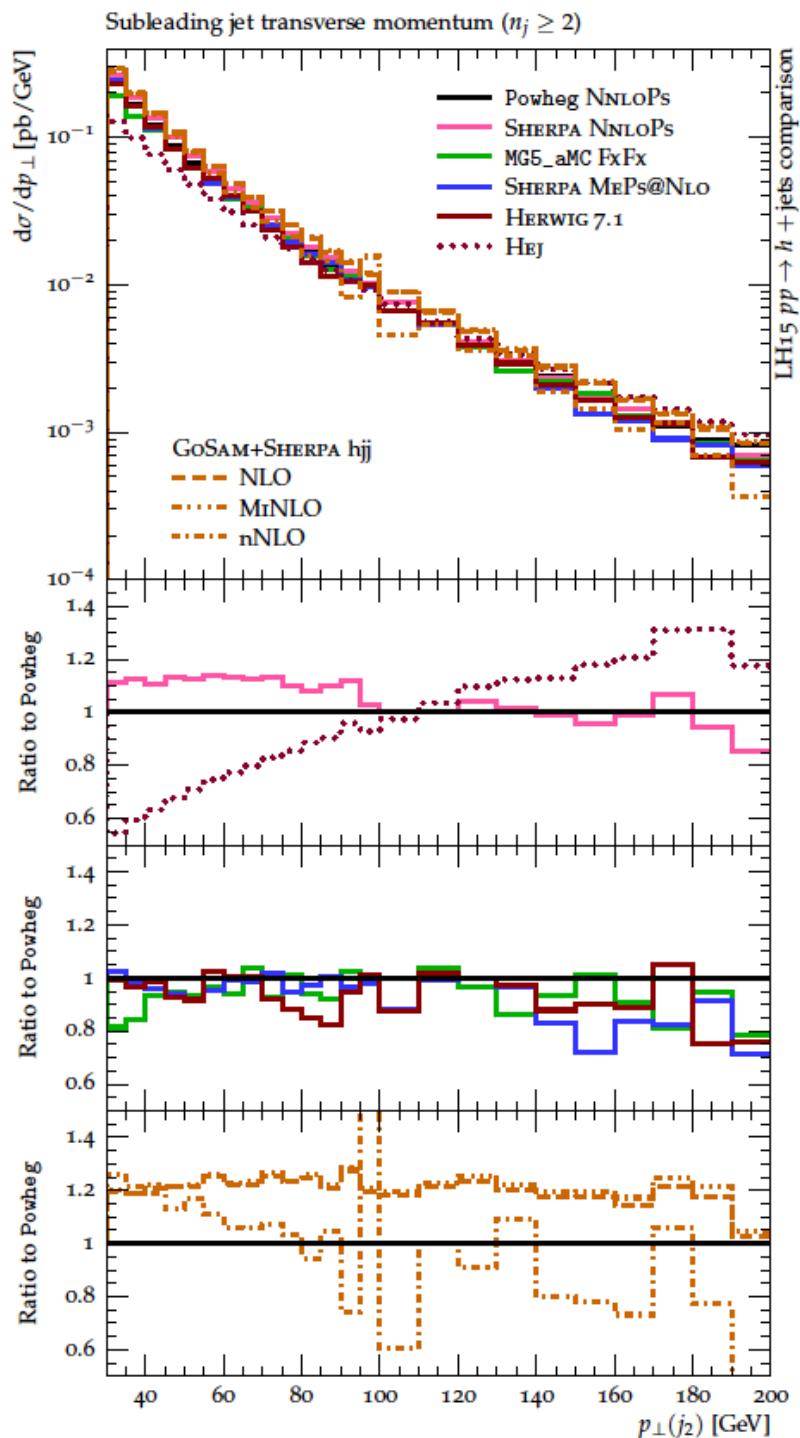 Subleading jet transverse momentum (nj ≥ 2)
dσ/dp⊥ [pb/GeV]
10−1
10−2
10−3
10−4
Powheg NNLOPS
SHERPA NNLOPS
MG5_aMC FxFx
SHERPA MEPS@NLO
HERWIG 7.1
HEJ
LH15 pp → h + jets comparison
GOSAM+SHERPA hjj
NLO
MINLO
nNLO
Ratio to Powheg
1.4
1.2
1
0.8
0.6
Ratio to Powheg
1.4
1.2
1
0.8
0.6
Ratio to Powheg
1.4
1.2
1
0.8
0.6
40 60 80 100 120 140 160 180 200
p⊥(j2) [GeV]